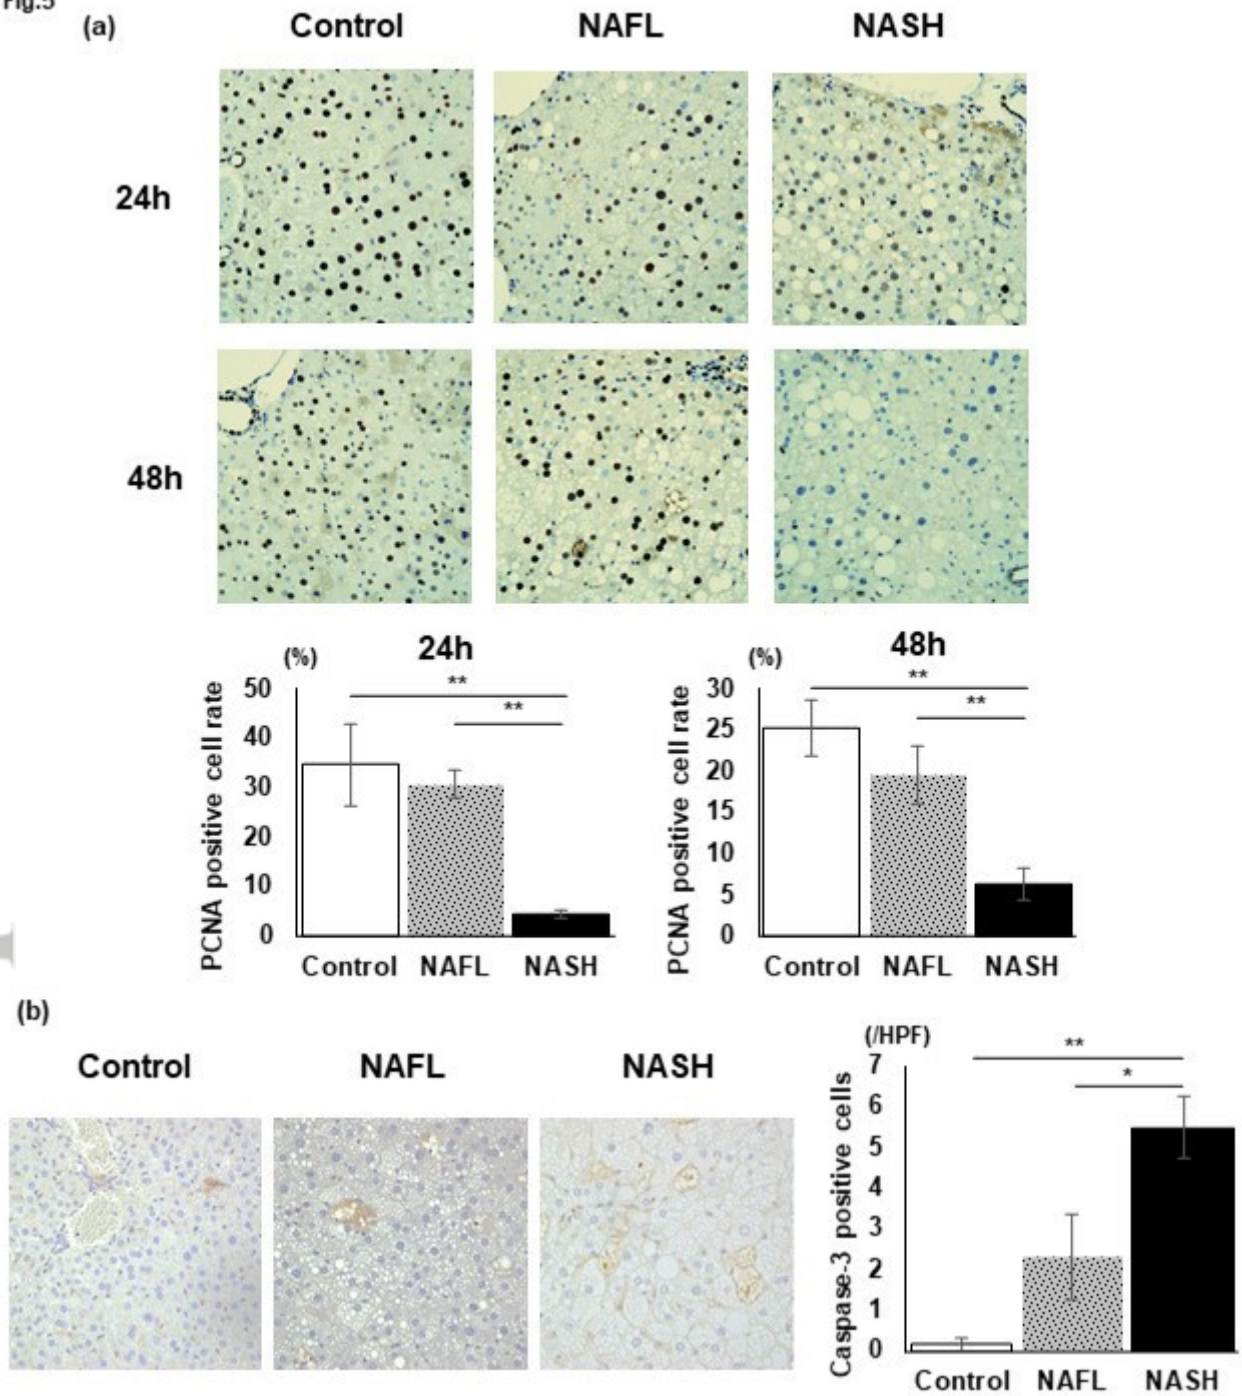 Fig.5
(a)
Control NAFL NASH
24h
48h
24h
(%)
PCNA positive cell rate
50
40
30
20
10
0
**
**
Control NAFL NASH
48h
(%)
PCNA positive cell rate
30
25
20
15
10
5
0
**
**
Control NAFL NASH
(b)
Control NAFL NASH
(/HPF)
Caspase-3 positive cells
7
6
5
4
3
2
1
0
**
*
Control NAFL NASH